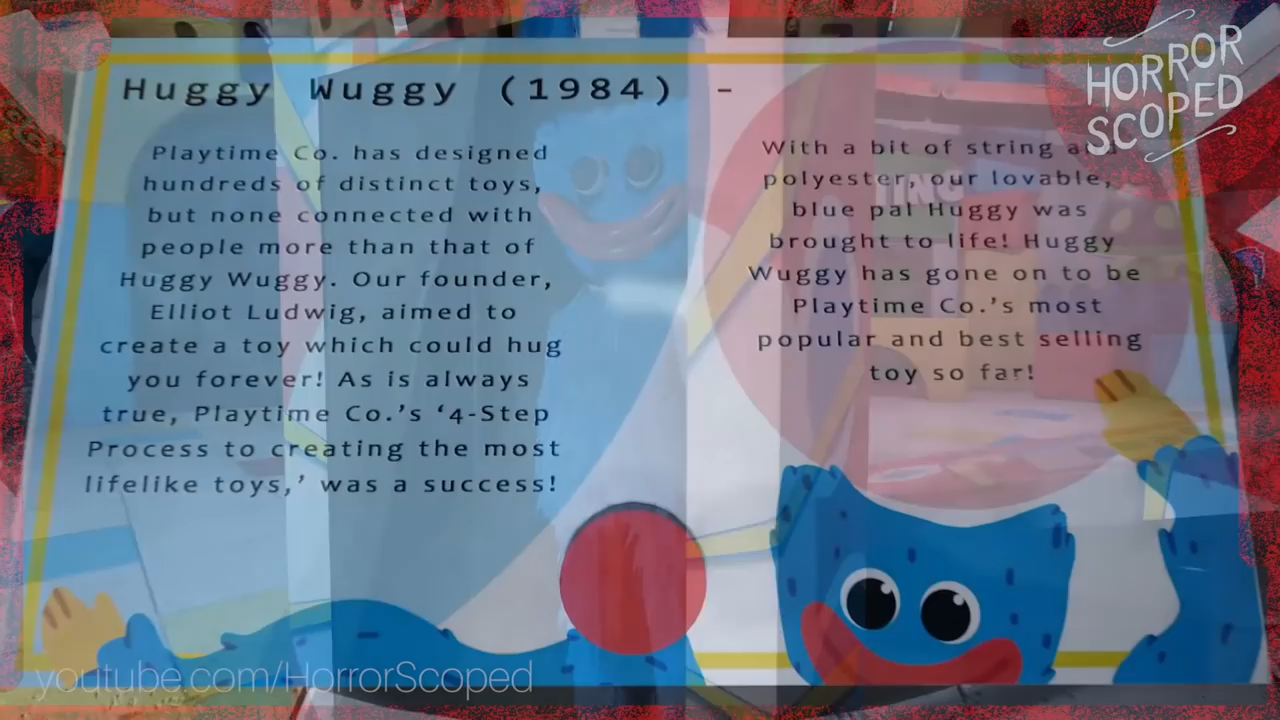 Huggy Wuggy (1984) -
Playtime Co. has designed
hundreds of distinct toys,
but none connected with
people more than that of
Huggy Wuggy. Our founder,
Elliot Ludwig, aimed to
create a toy which could hug
you forever! As is always
true, Playtime Co.'s ‘4-Step
Process to creating the most
lifelike toys,’ was a success!
With a bit of string and
polyester, our lovable,
blue pal Huggy was
brought to life! Huggy
Wuggy has gone on to be
Playtime Co.'s most
popular and best selling
toy so far!
HORROR
SCOPED
youtube.com/HorrorScoped